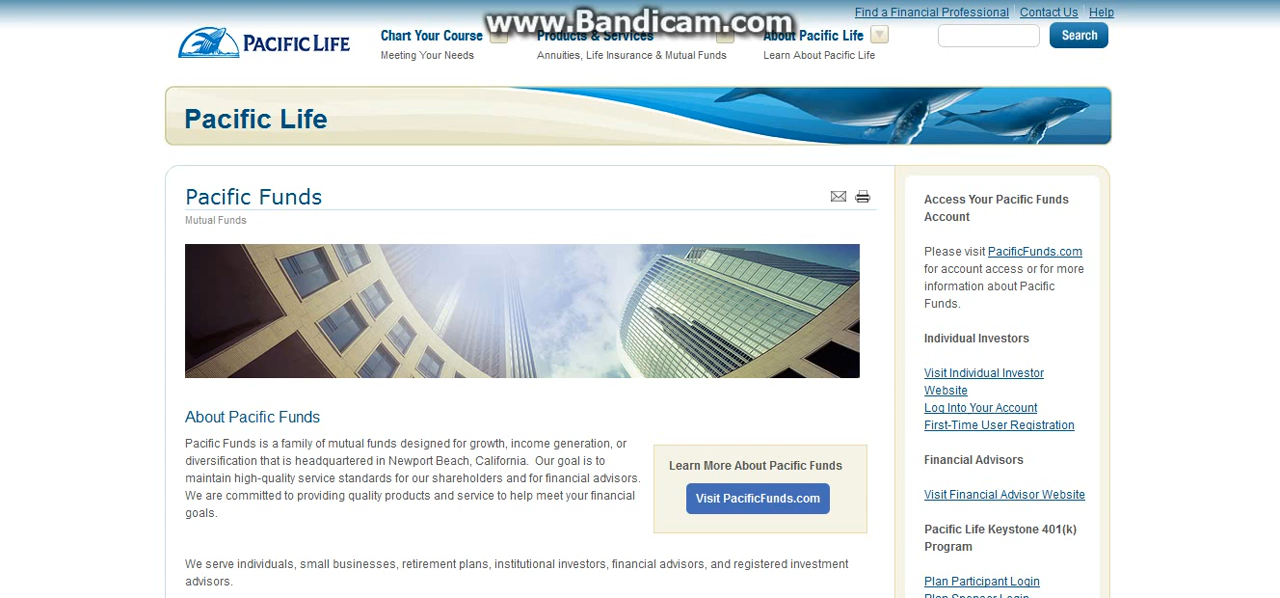 www.Bandicam.com
Find a Financial Professional Contact Us Help
PACIFIC LIFE
Chart Your Course Products & Services About Pacific Life
Search
Meeting Your Needs Annuities, Life Insurance & Mutual Funds Learn About Pacific Life
Pacific Life
Pacific Funds
Mutual Funds
About Pacific Funds
Pacific Funds is a family of mutual funds designed for growth, income generation, or
diversification that is headquartered in Newport Beach, California. Our goal is to
maintain high-quality service standards for our shareholders and for financial advisors.
We are committed to providing quality products and service to help meet your financial
goals.
Learn More About Pacific Funds
Visit PacificFunds.com
We serve individuals, small businesses, retirement plans, institutional investors, financial advisors, and registered investment
advisors.
Access Your Pacific Funds
Account
Please visit PacificFunds.com
for account access or for more
information about Pacific
Funds.
Individual Investors
Visit Individual Investor
Website
Log Into Your Account
First-Time User Registration
Financial Advisors
Visit Financial Advisor Website
Pacific Life Keystone 401(k)
Program
Plan Participant Login
Plan Sponsor Login